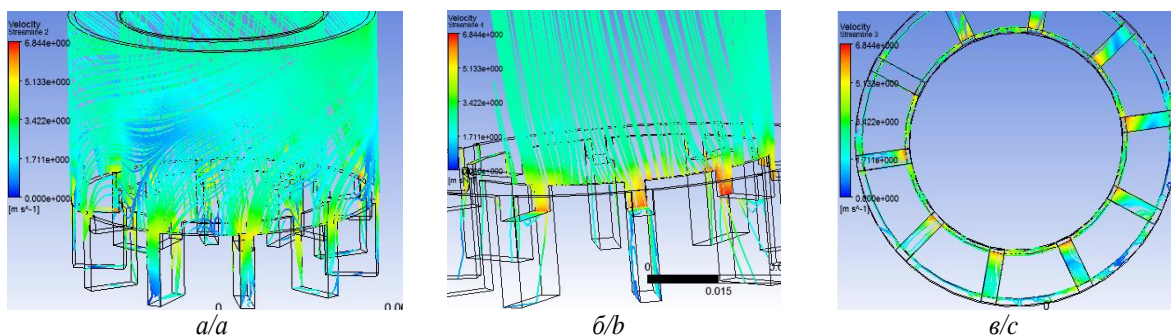 Velocity
Streamline 2
6.844e+000
5.133e+000
3.422e+000
1.711e+000
0.000e+000
[m s^-1]
0
а/a
Velocity
Streamline 4
6.844e+000
5.133e+000
3.422e+000
1.711e+000
[m s^-1]
0
0.015
б/b
Velocity
Streamline 3
6.844e+000
5.133e+000
3.422e+000
1.711e+000
0.000e+000
[m s^-1]
0
в/c